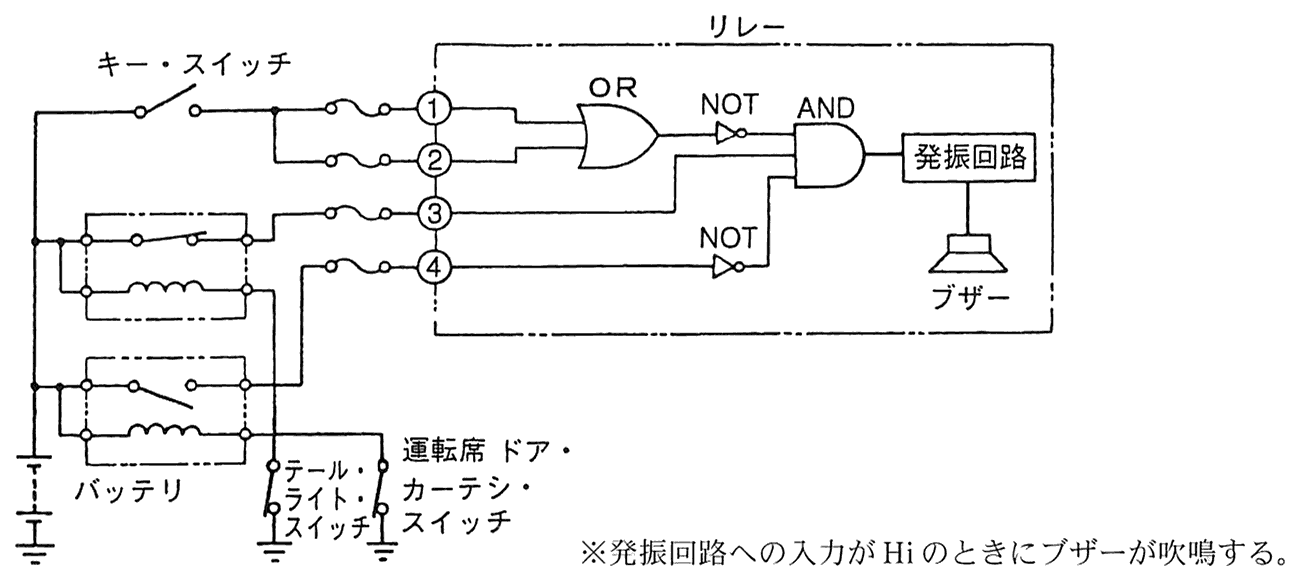 リレー
キー・スイッチ
OR
NOT
AND
①
②
③
④
発振回路
NOT
ブザー
バッテリ
テール・
ライト・
スイッチ
運転席 ドア・
カーテシ・
スイッチ
※発振回路への入力が Hi のときにブザーが吹鳴する。